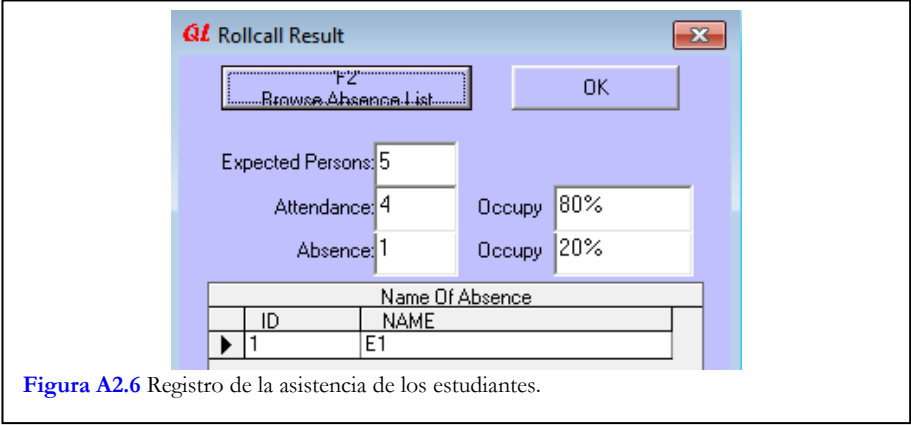 QL Rollcall Result
'F2'
Browse Absence List
OK
Expected Persons: 5
Attendance: 4 Occupy 80%
Absence: 1 Occupy 20%
Name Of Absence
ID NAME
1 E1
Figura A2.6 Registro de la asistencia de los estudiantes.